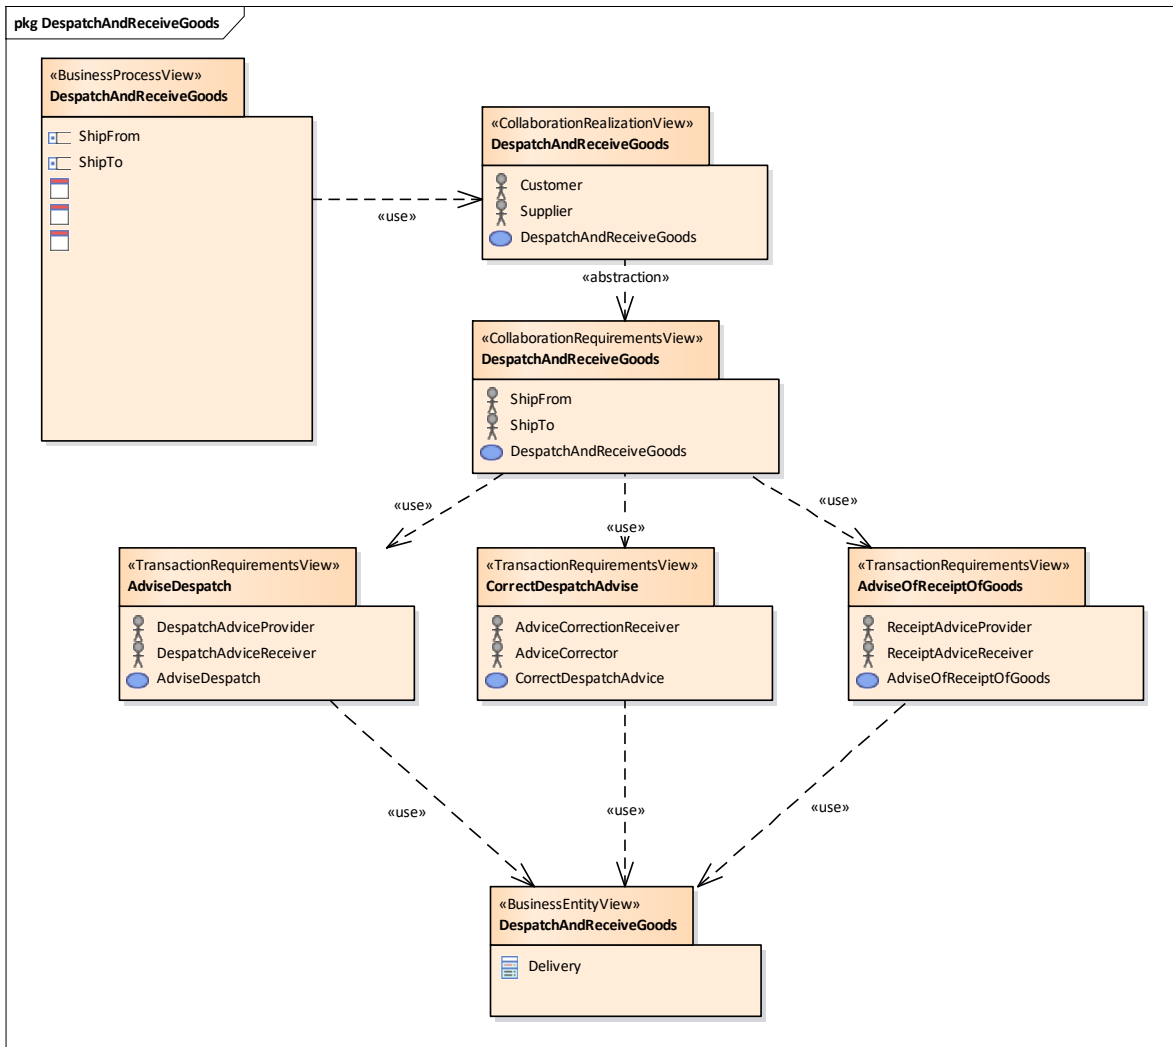 pkg DespatchAndReceiveGoods
«BusinessProcessView»
DespatchAndReceiveGoods
ShipFrom
ShipTo
«use»
«CollaborationRealizationView»
DespatchAndReceiveGoods
Customer
Supplier
DespatchAndReceiveGoods
«abstraction»
«CollaborationRequirementsView»
DespatchAndReceiveGoods
ShipFrom
ShipTo
DespatchAndReceiveGoods
«use»
«use»
«use»
«TransactionRequirementsView»
AdviseDespatch
DespatchAdviceProvider
DespatchAdviceReceiver
AdviseDespatch
«TransactionRequirementsView»
CorrectDespatchAdvise
AdviceCorrectionReceiver
AdviceCorrector
CorrectDespatchAdvice
«TransactionRequirementsView»
AdviseOfReceiptOfGoods
ReceiptAdviceProvider
ReceiptAdviceReceiver
AdviseOfReceiptOfGoods
«use»
«use»
«use»
«BusinessEntityView»
DespatchAndReceiveGoods
Delivery